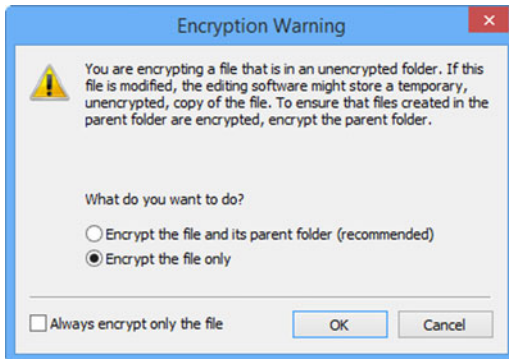 Encryption Warning
You are encrypting a file that is in an unencrypted folder. If this
file is modified, the editing software might store a temporary,
unencrypted, copy of the file. To ensure that files created in the
parent folder are encrypted, encrypt the parent folder.
What do you want to do?
Encrypt the file and its parent folder (recommended)
Encrypt the file only
Always encrypt only the file
OK
Cancel